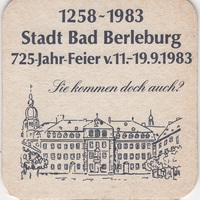 1258~1983
Stadt Bad Berleburg
725-Jahr-Feier v.11.-19.9.1983
Sie kommen doch auch?